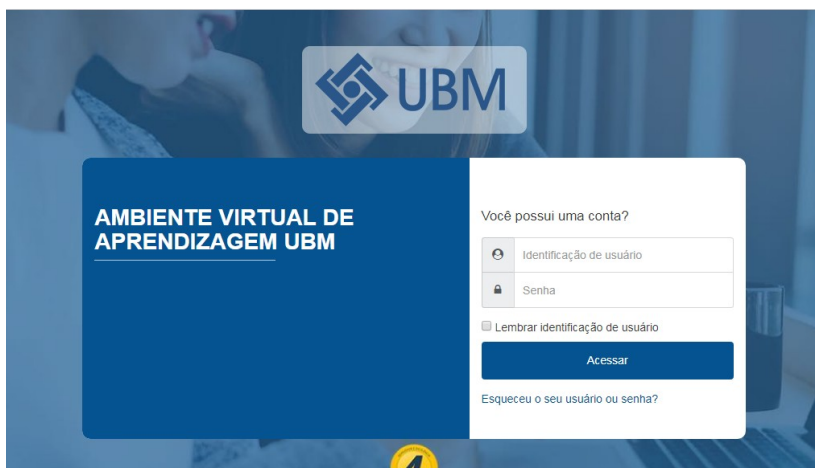 UBM
AMBIENTE VIRTUAL DE
APRENDIZAGEM UBM
Você possui uma conta?
Identificação de usuário
Senha
Lembrar identificação de usuário
Acessar
Esqueceu o seu usuário ou senha?
4